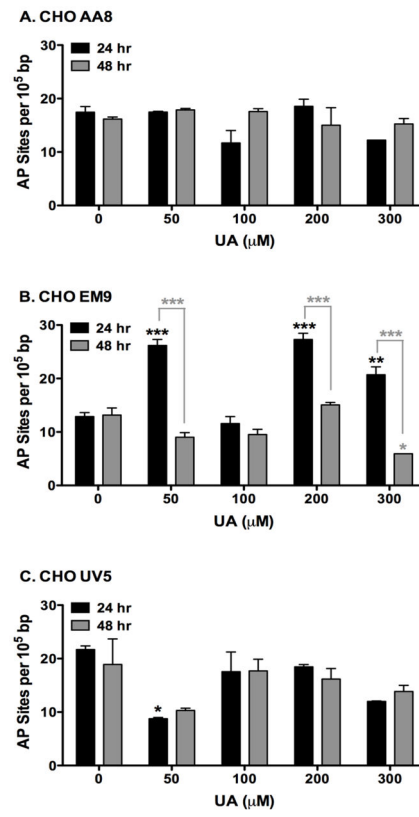 A. CHO AA8
24 hr
48 hr
AP Sites per 10⁵ bp
30
20
10
0
0 50 100 200 300
UA (μM)
B. CHO EM9
24 hr
48 hr
AP Sites per 10⁵ bp
30
20
10
0
***
***
***
***
***
**
*
0 50 100 200 300
UA (μM)
C. CHO UV5
24 hr
48 hr
AP Sites per 10⁵ bp
30
20
10
0
*
0 50 100 200 300
UA (μM)